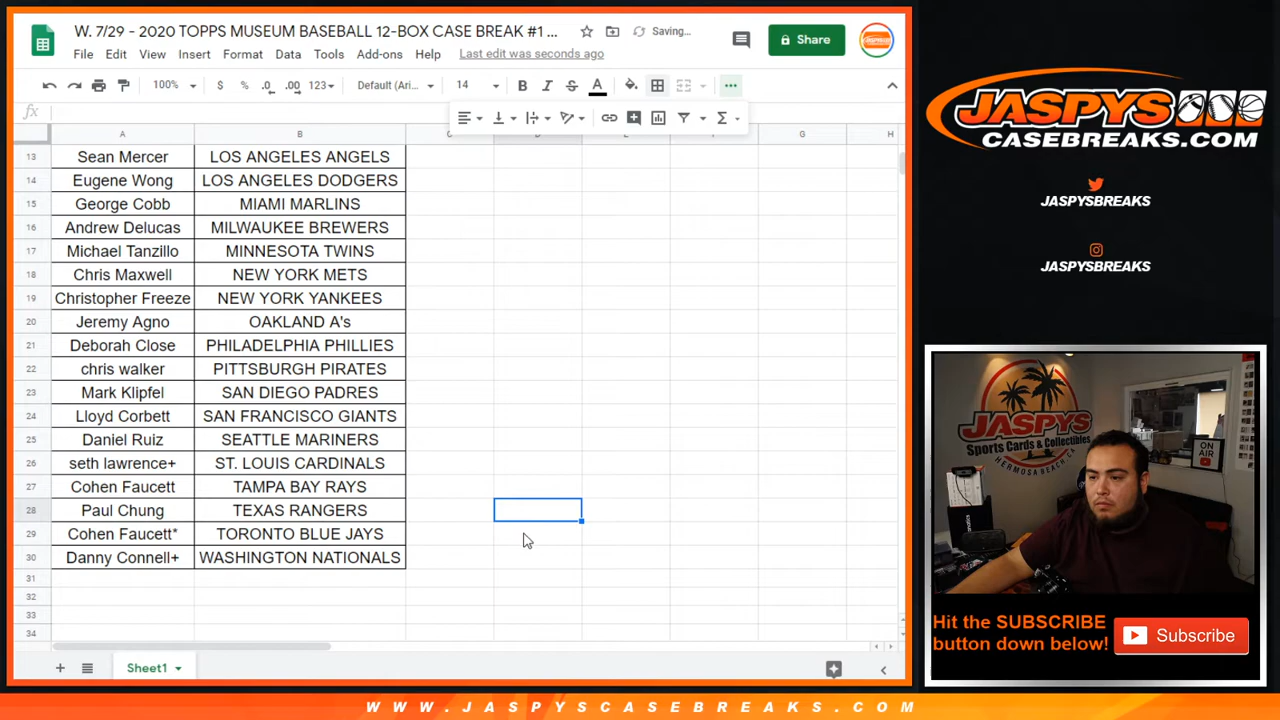 W. 7/29 - 2020 TOPPS MUSEUM BASEBALL 12-BOX CASE BREAK #1 ... Saving...
File Edit View Insert Format Data Tools Add-ons Help Last edit was seconds ago
Share
100% $ % .0 .00 123 Default (Ari... 14 B I S A
fx
A B C D E F G H
13 Sean Mercer LOS ANGELES ANGELS
14 Eugene Wong LOS ANGELES DODGERS
15 George Cobb MIAMI MARLINS
16 Andrew Delucas MILWAUKEE BREWERS
17 Michael Tanzillo MINNESOTA TWINS
18 Chris Maxwell NEW YORK METS
19 Christopher Freeze NEW YORK YANKEES
20 Jeremy Agno OAKLAND A's
21 Deborah Close PHILADELPHIA PHILLIES
22 chris walker PITTSBURGH PIRATES
23 Mark Klipfel SAN DIEGO PADRES
24 Lloyd Corbett SAN FRANCISCO GIANTS
25 Daniel Ruiz SEATTLE MARINERS
26 seth lawrence+ ST. LOUIS CARDINALS
27 Cohen Faucett TAMPA BAY RAYS
28 Paul Chung TEXAS RANGERS
29 Cohen Faucett* TORONTO BLUE JAYS
30 Danny Connell+ WASHINGTON NATIONALS
31
32
33
34
Sheet1
JASPYS
CASEBREAKS.COM
JASPYSBREAKS
JASPYSBREAKS
JASPYS
Sports Cards & Collectibles
HERMOSA BEACH CA
ON AIR
Hit the SUBSCRIBE
button down below!
Subscribe
WWW.JASPYSCASEBREAKS.COM